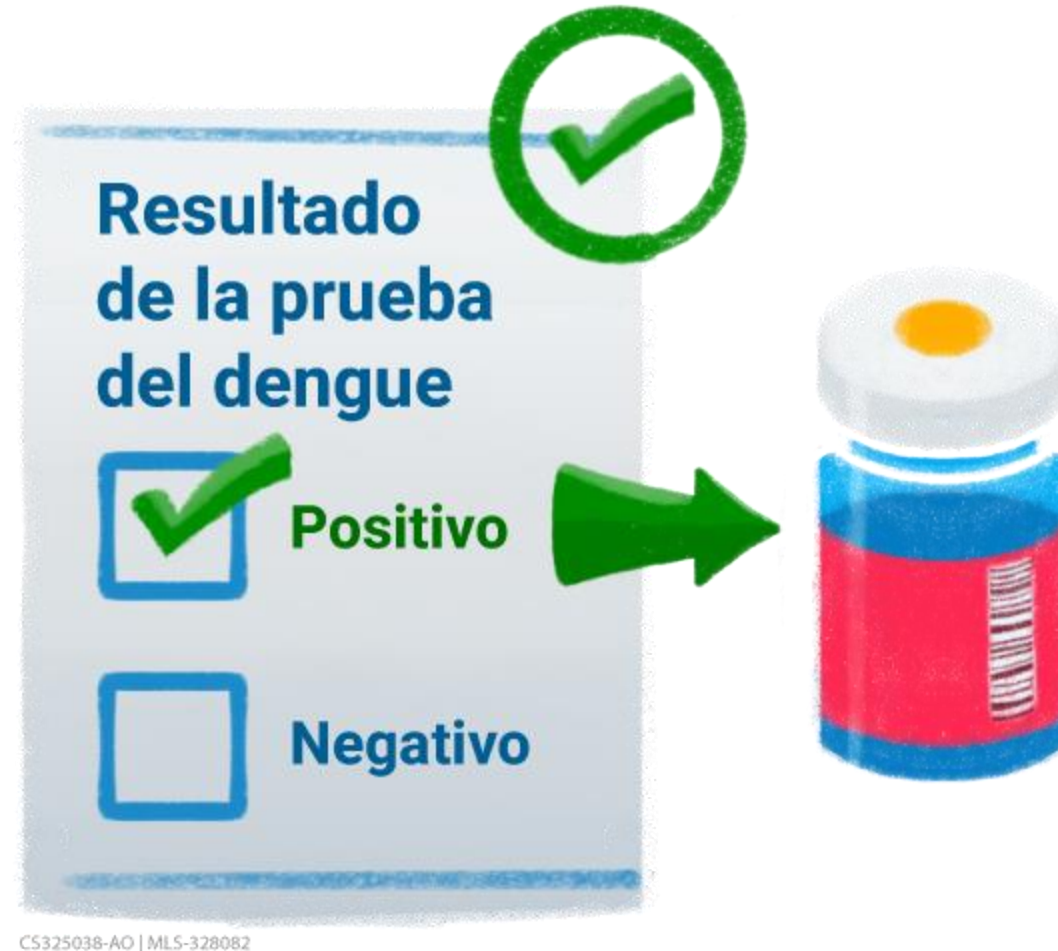 Resultado
de la prueba
del dengue
Positivo
Negativo
CS325038-AO | MLS-328082